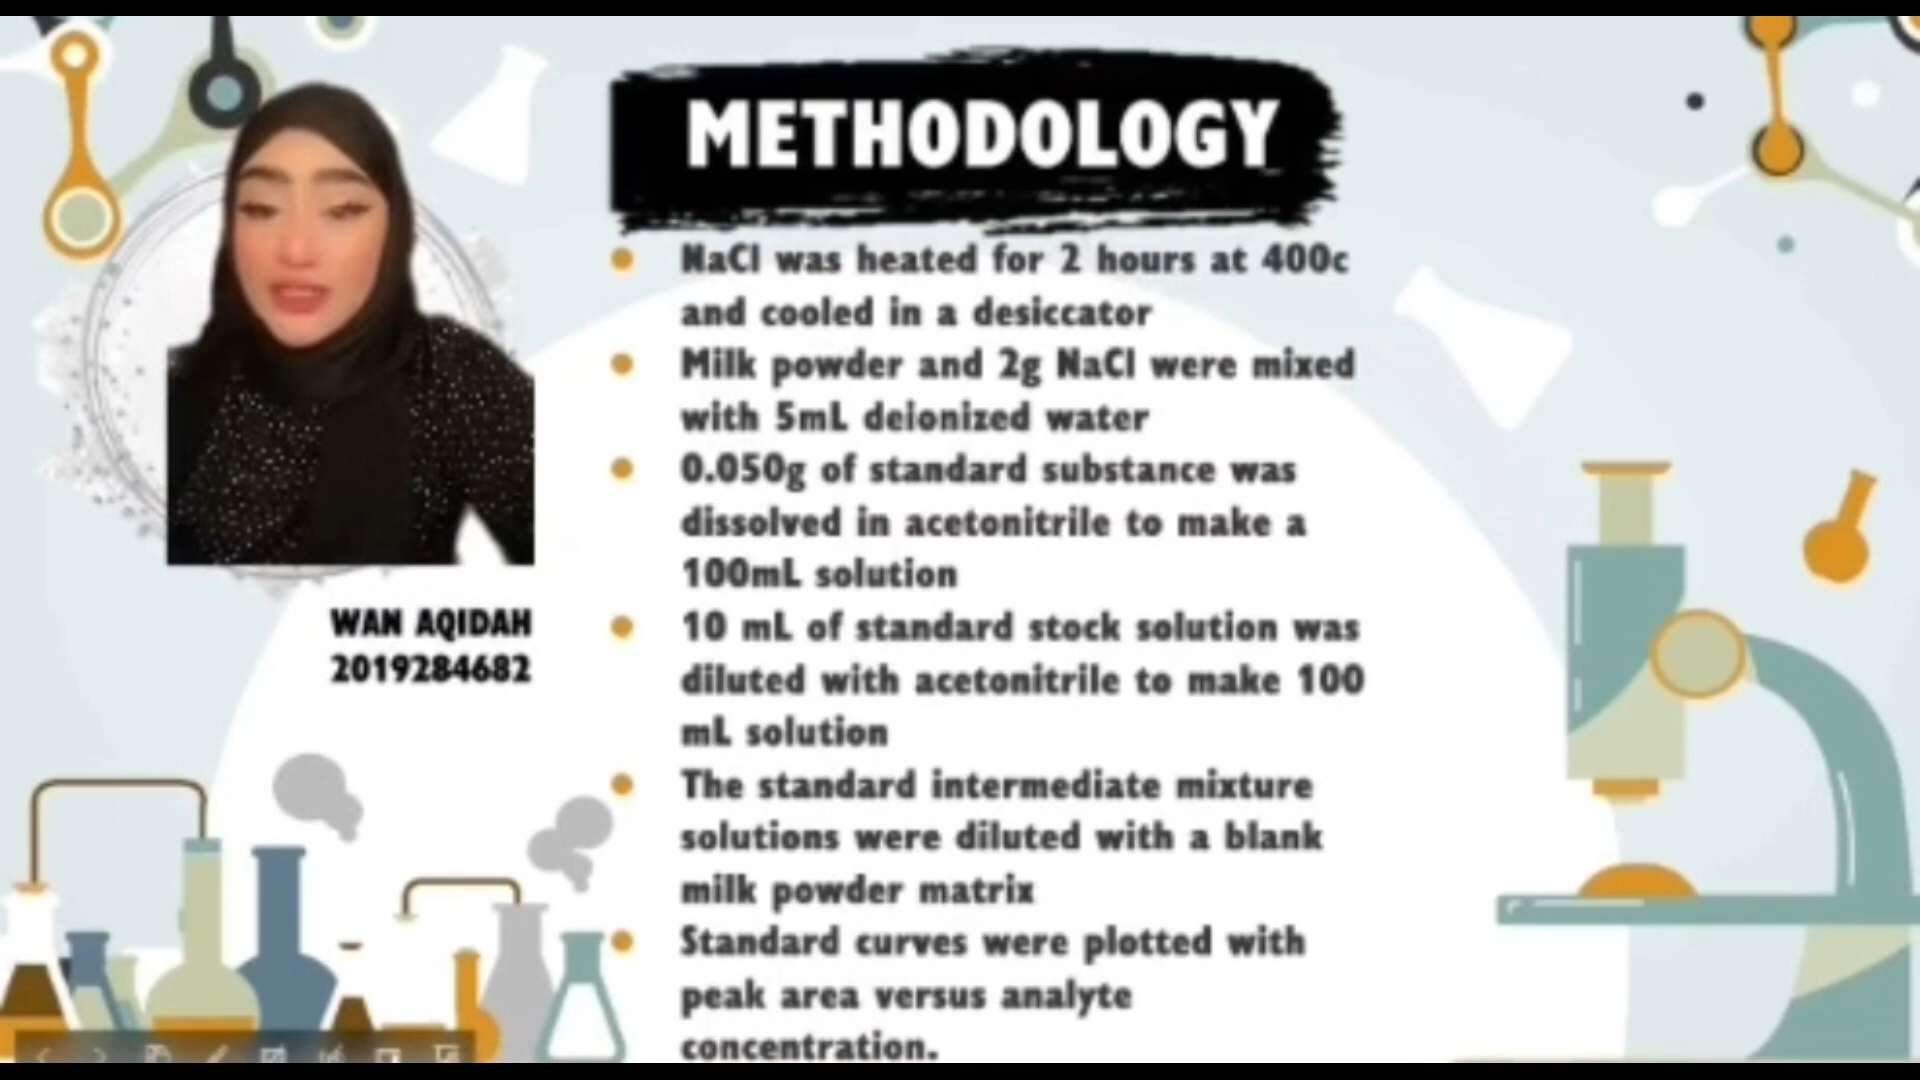 METHODOLOGY
NaCl was heated for 2 hours at 400c
and cooled in a desiccator
Milk powder and 2g NaCl were mixed
with 5mL deionized water
0.050g of standard substance was
dissolved in acetonitrile to make a
100mL solution
10 mL of standard stock solution was
diluted with acetonitrile to make 100
mL solution
The standard intermediate mixture
solutions were diluted with a blank
milk powder matrix
Standard curves were plotted with
peak area versus analyte
concentration.
WAN AQIDAH
2019284682